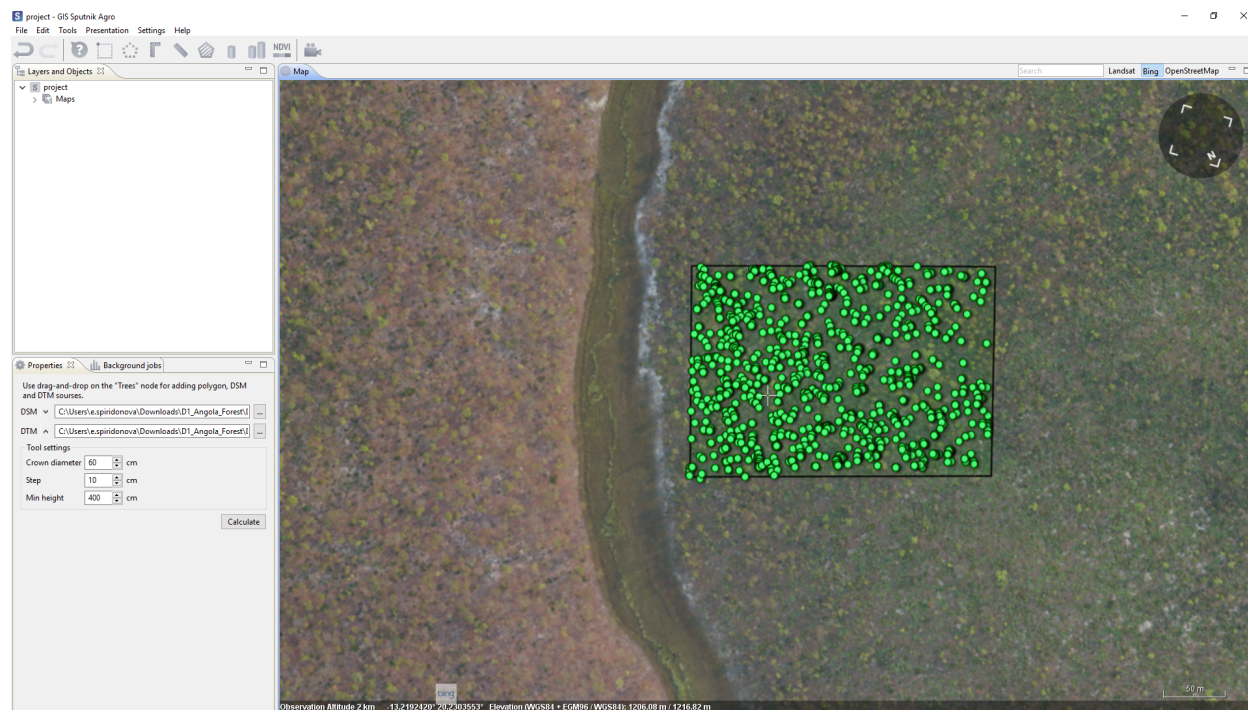 S project - GIS Sputnik Agro
File Edit Tools Presentation Settings Help
NDVI
Layers and Objects
Map
Search
Landsat Bing OpenStreetMap
S project
Maps
N
Properties
Background jobs
Use drag-and-drop on the "Trees" node for adding polygon, DSM
and DTM sourses.
DSM C:\Users\e.spiridonova\Downloads\D1_Angola_Forest\
...
DTM C:\Users\e.spiridonova\Downloads\D1_Angola_Forest\
...
Tool settings
Crown diameter 60 cm
Step 10 cm
Min height 400 cm
Calculate
bing
50 m
Observation Altitude 2 km -13.2192420° 20.2303553° Elevation (WGS84 + EGM96 / WGS84): 1206.08 m / 1216.82 m